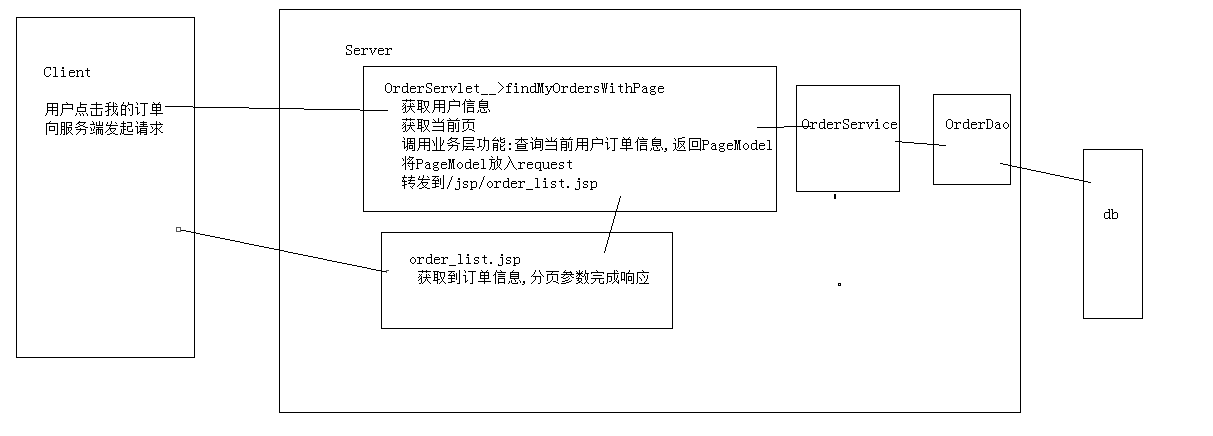 Client
用户点击我的订单
向服务端发起请求
Server
OrderServlet__>findMyOrdersWithPage
获取用户信息
获取当前页
调用业务层功能:查询当前用户订单信息,返回PageModel
将PageModel放入request
转发到/jsp/order_list.jsp
OrderService
OrderDao
db
order_list.jsp
获取到订单信息,分页参数完成响应